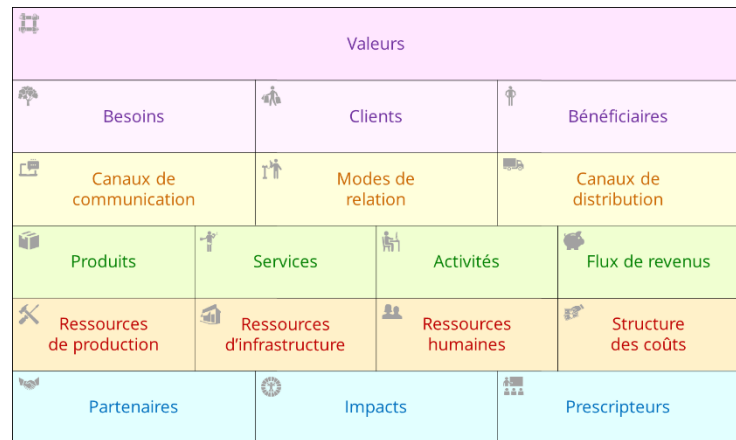 Valeurs
Besoins
Clients
Bénéficiaires
Canaux de
communication
Modes de
relation
Canaux de
distribution
Produits
Services
Activités
Flux de revenus
Ressources
de production
Ressources
d'infrastructure
Ressources
humaines
Structure
des coûts
Partenaires
Impacts
Prescripteurs